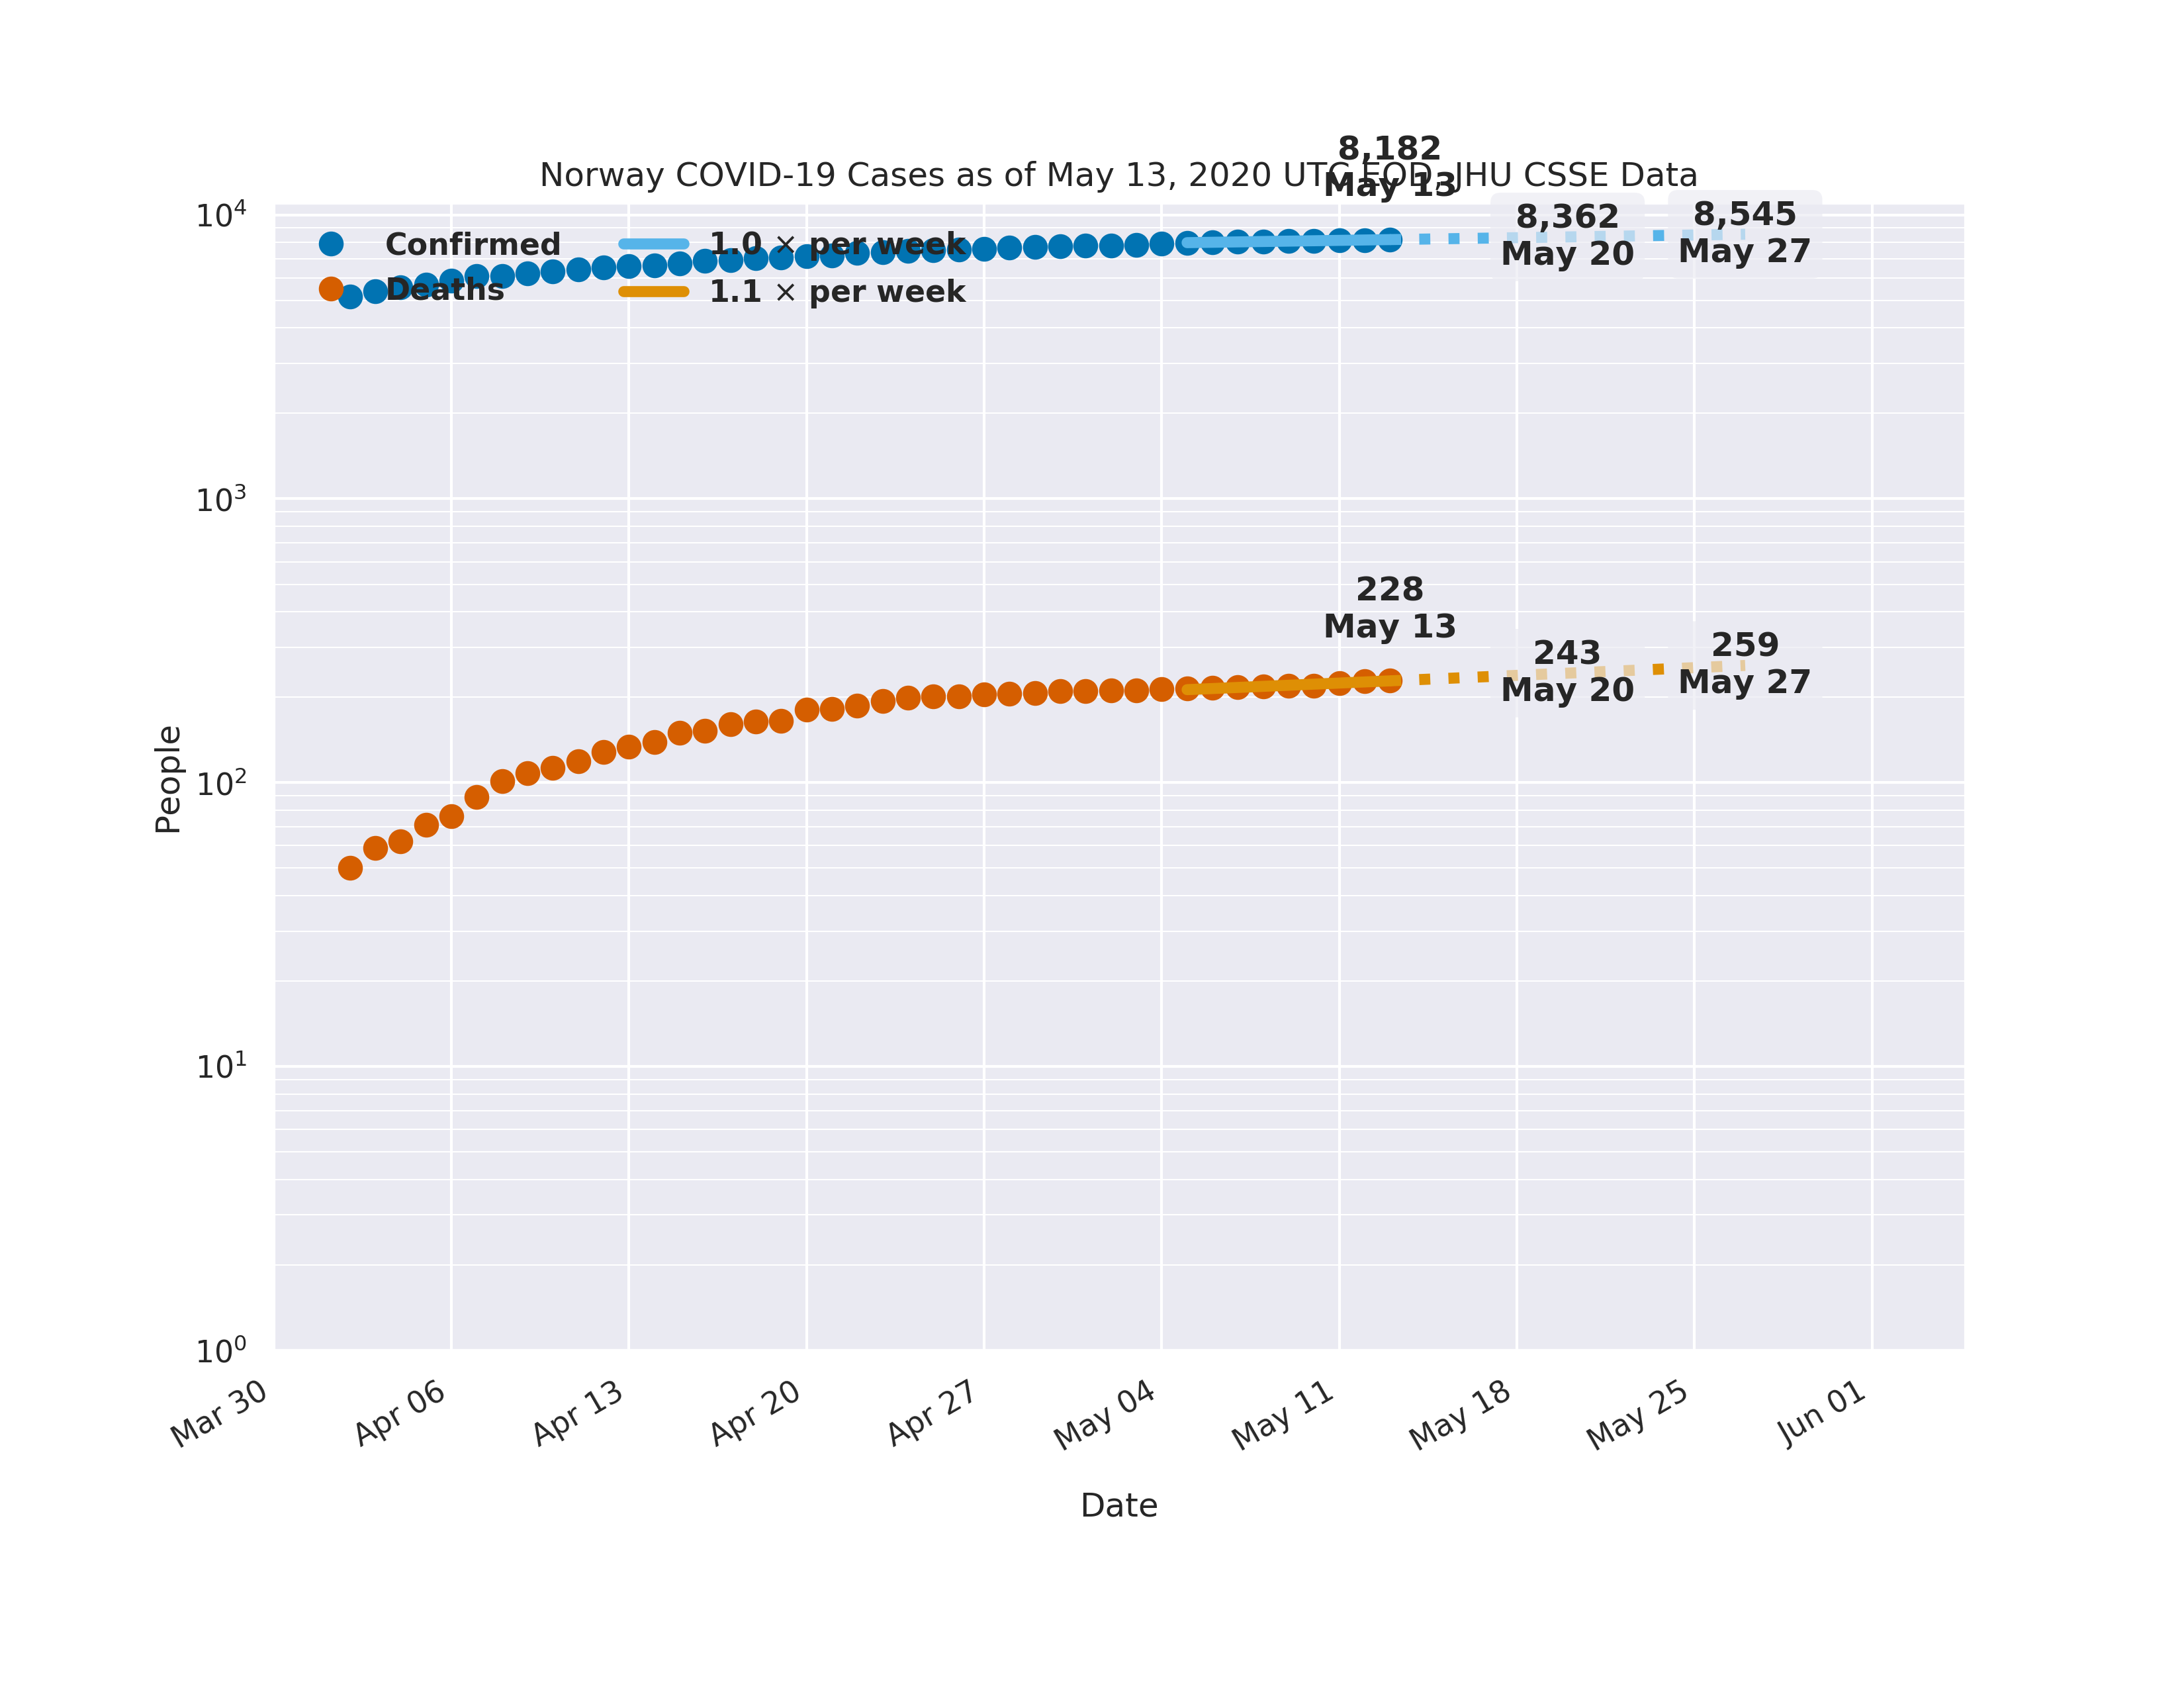 8,182
May 13
Norway COVID-19 Cases as of May 13, 2020 UTC EOD, JHU CSSE Data
8,362
May 20
8,545
May 27
Confirmed
Deaths
1.0 × per week
1.1 × per week
228
May 13
243
May 20
259
May 27
People
10⁴
10³
10²
10¹
10⁰
Mar 30
Apr 06
Apr 13
Apr 20
Apr 27
May 04
May 11
May 18
May 25
Jun 01
Date